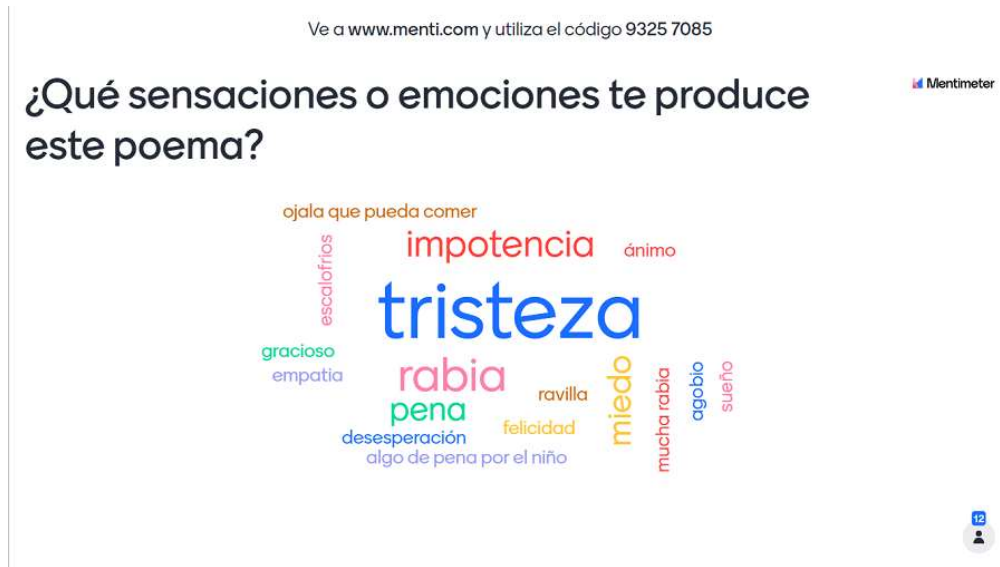 Ve a www.menti.com y utiliza el código 9325 7085
¿Qué sensaciones o emociones te produce
este poema?
Mentimeter
ojala que pueda comer
escalofrios
impotencia
ánimo
tristeza
gracioso
empatia
rabia
ravilla
miedo
mucha rabia
agobio
sueño
pena
felicidad
desesperación
algo de pena por el niño
12